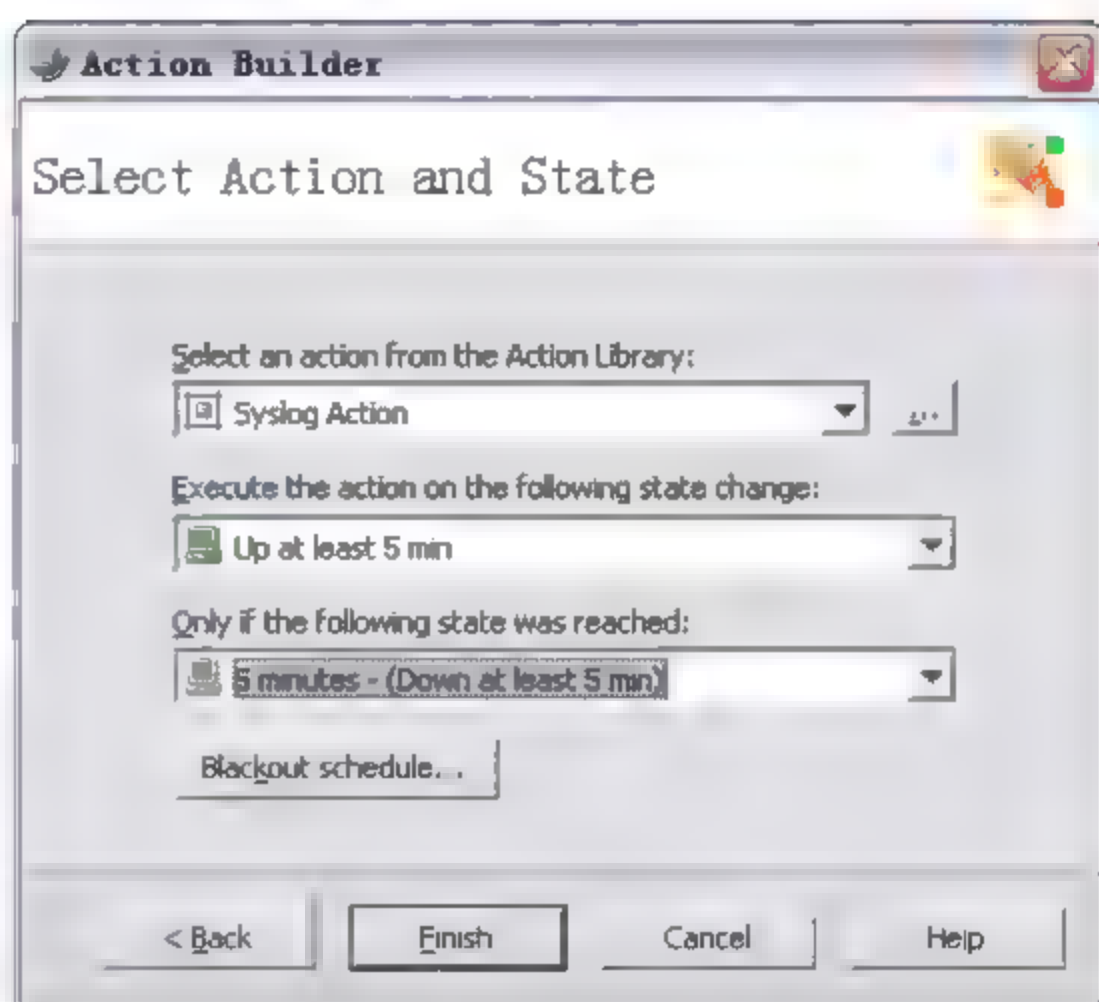 Action Builder
Select Action and State
Select an action from the Action Library:
Syslog Action
...
Execute the action on the following state change:
Up at least 5 min
Only if the following state was reached:
5 minutes - (Down at least 5 min)
Blackout schedule...
< Back Finish Cancel Help